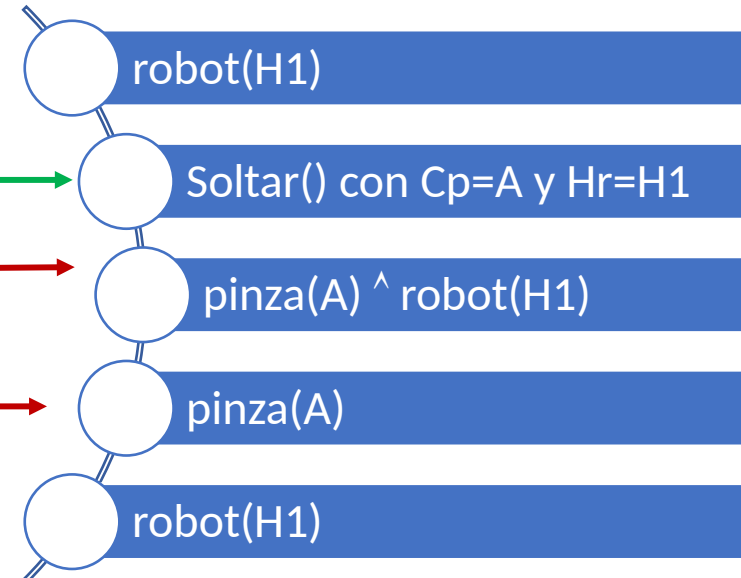 robot(H1)
Soltar() con Cp=A y Hr=H1
pinza(A) ^ robot(H1)
pinza(A)
robot(H1)